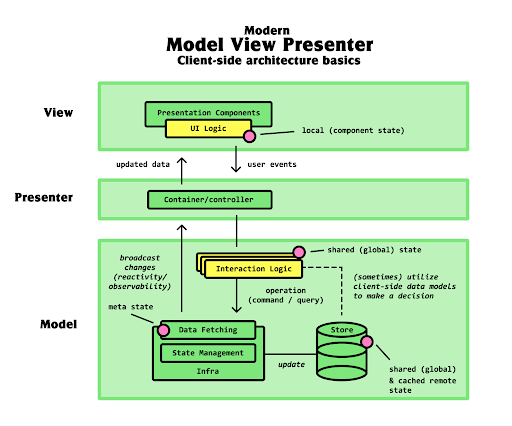 Modern
Model View Presenter
Client-side architecture basics
View
Presentation Components
UI Logic
local (component state)
updated data
user events
Presenter
Container/controller
broadcast
changes
(reactivity/
observability)
shared (global) state
Interaction Logic
(sometimes) utilize
client-side data models
to make a decision
operation
(command / query)
meta state
Model
Data Fetching
Store
State Management
Infra
update
shared (global)
& cached remote
state